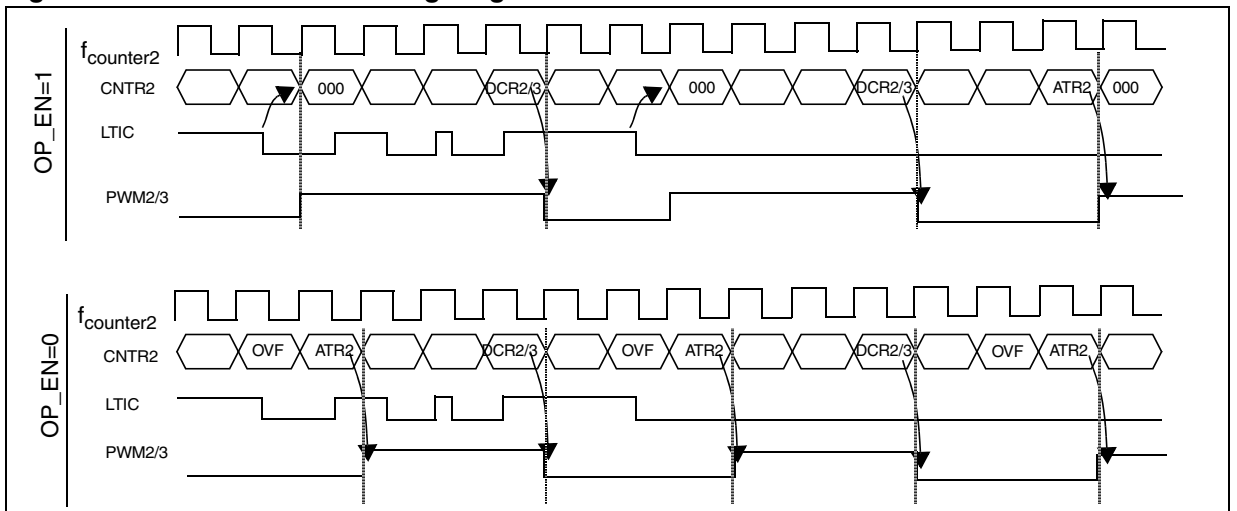 OP_EN=1
fcounter2
CNTR2 000 DCR2/3 000 DCR2/3 ATR2 000
LTIC
PWM2/3
OP_EN=0
fcounter2
CNTR2 OVF ATR2 DCR2/3 OVF ATR2 DCR2/3 OVF ATR2
LTIC
PWM2/3